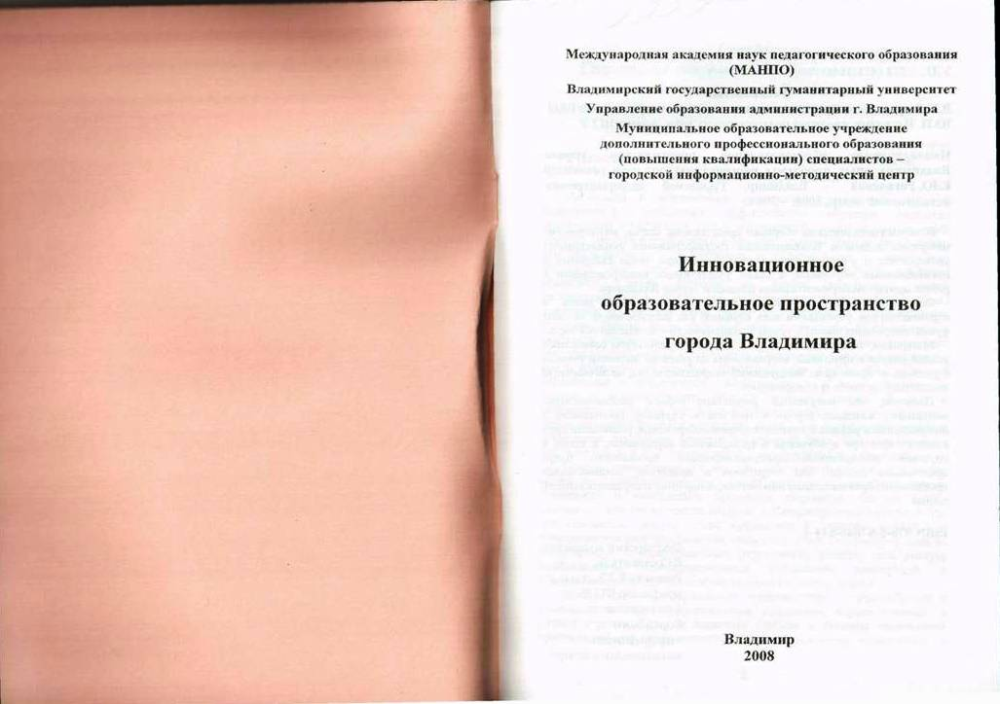 Международная академия наук педагогического образования
(МАНПО)
Владимирский государственный гуманитарный университет
Управление образования администрации г. Владимира
Муниципальное образовательное учреждение
дополнительного профессионального образования
(повышения квалификации) специалистов –
городской информационно-методический центр
Инновационное
образовательное пространство
города Владимира
Владимир
2008